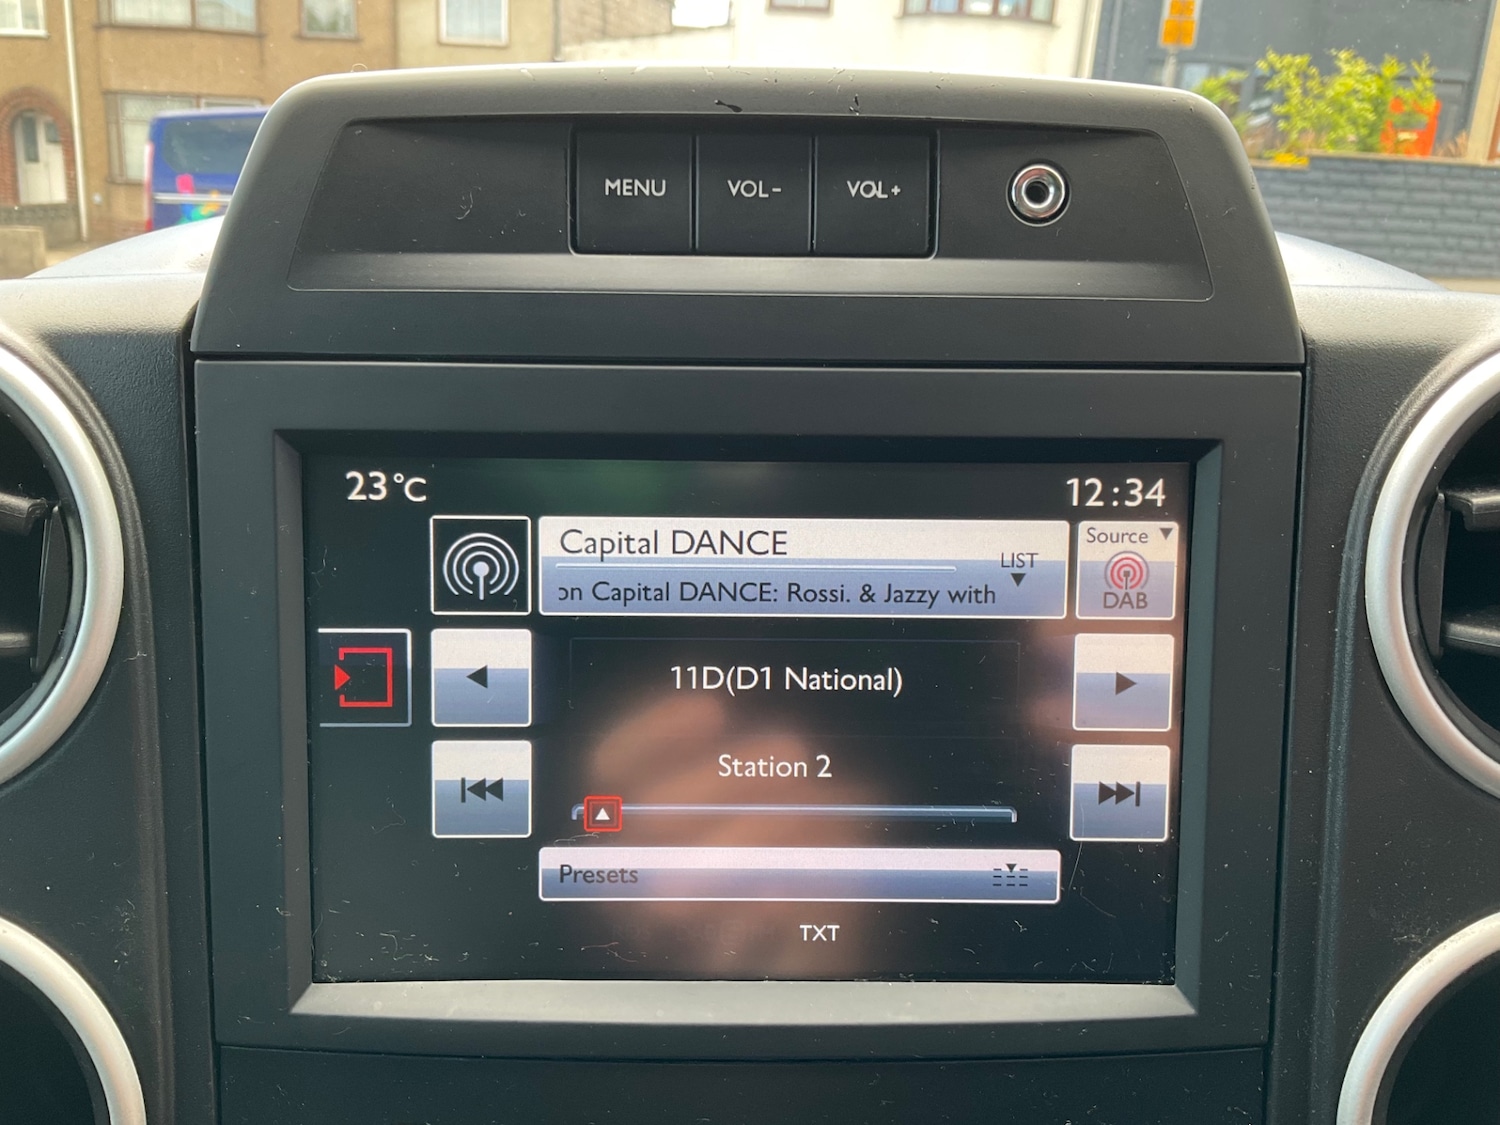 MENU VOL- VOL+
23°C 12:34
Capital DANCE
LIST
on Capital DANCE: Rossi. & Jazzy with
Source
DAB
11D(D1 National)
Station 2
Presets
TXT